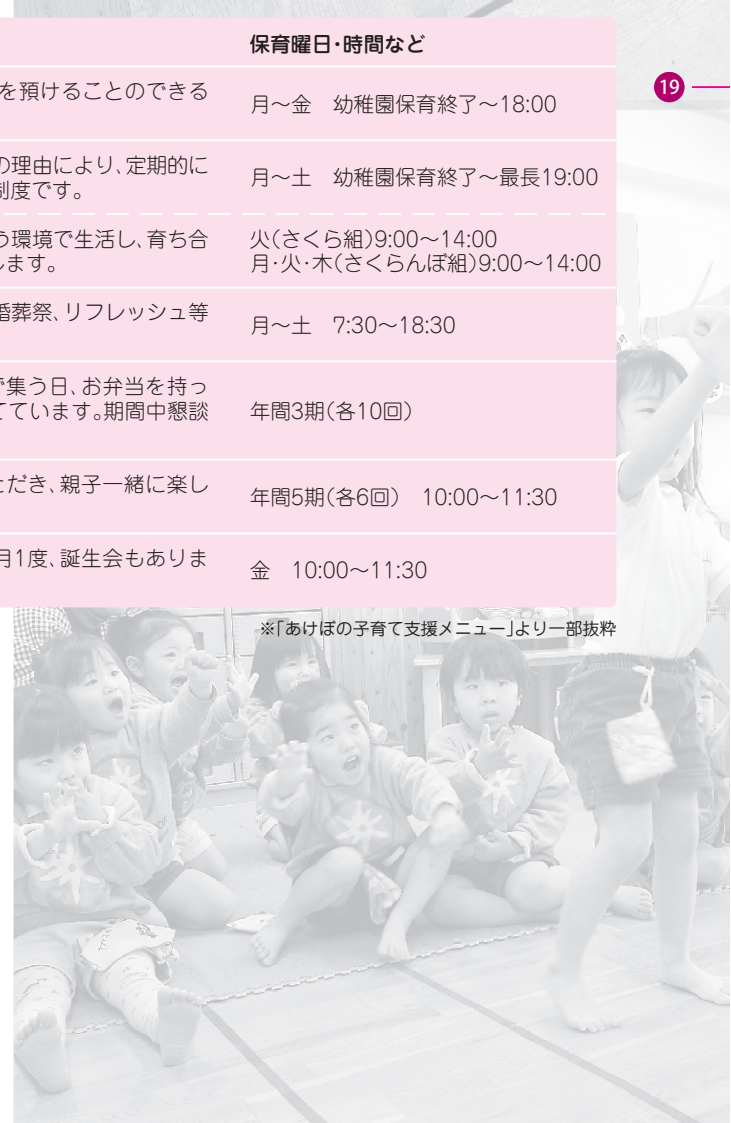 保育曜日・時間など
19
を預けることのできる
月～金　幼稚園保育終了～18:00
の理由により、定期的に
制度です。
月～土　幼稚園保育終了～最長19:00
う環境で生活し、育ち合
します。
火(さくら組)9:00～14:00
月・火・木(さくらんぼ組)9:00～14:00
婚葬祭、リフレッシュ等
月～土　7:30～18:30
で集う日、お弁当を持っ
てています。期間中懇談
年間3期(各10回)
ただき、親子一緒に楽し
年間5期(各6回)　10:00～11:30
月1度、誕生会もありま
金　10:00～11:30
※「あけぼの子育て支援メニュー」より一部抜粋